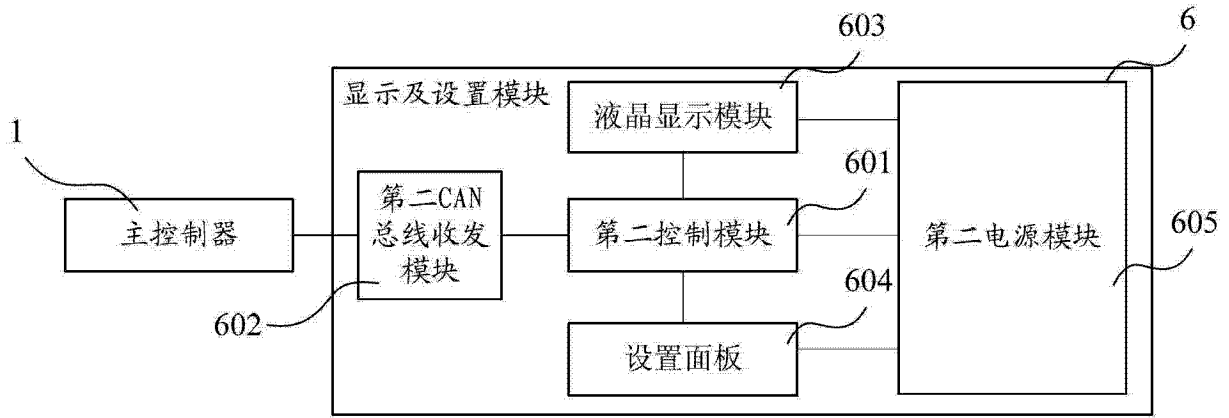 603
6
显示及设置模块
液晶显示模块
1
601
第二CAN
总线收发
模块
主控制器
第二控制模块
第二电源模块
605
604
602
设置面板